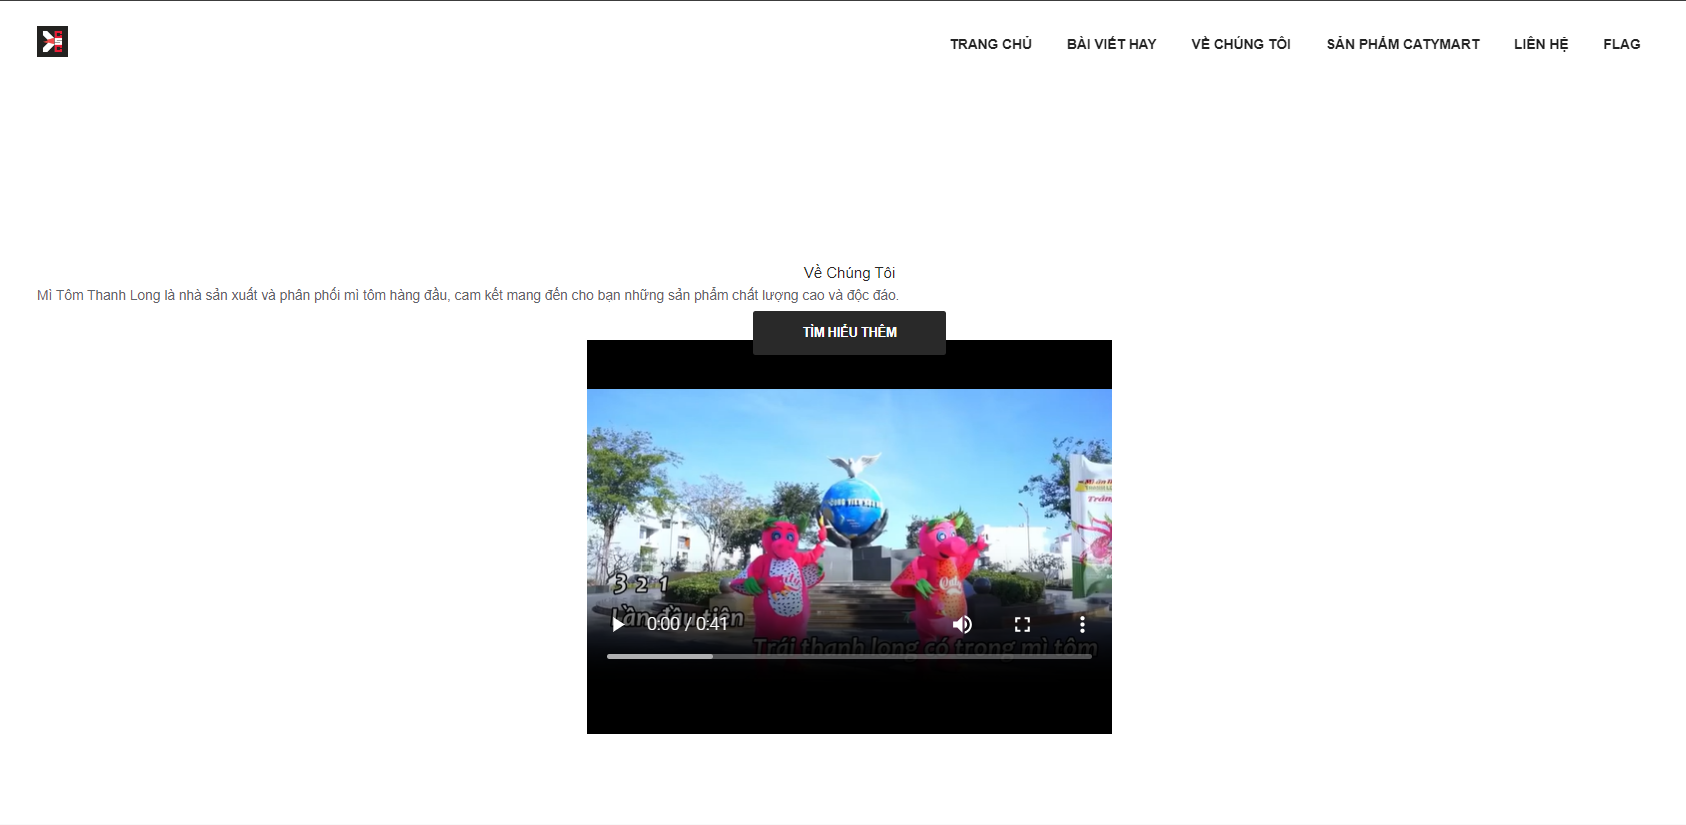 TRANG CHỦ BÀI VIẾT HAY VỀ CHÚNG TÔI SẢN PHẨM CATYMART LIÊN HỆ FLAG
Về Chúng Tôi
Mì Tôm Thanh Long là nhà sản xuất và phân phối mì tôm hàng đầu, cam kết mang đến cho bạn những sản phẩm chất lượng cao và độc đáo.
TÌM HIỂU THÊM
3 2 1
Lần đầu tiên
0:00 / 0:41
Trái thanh long có trong mì tôm